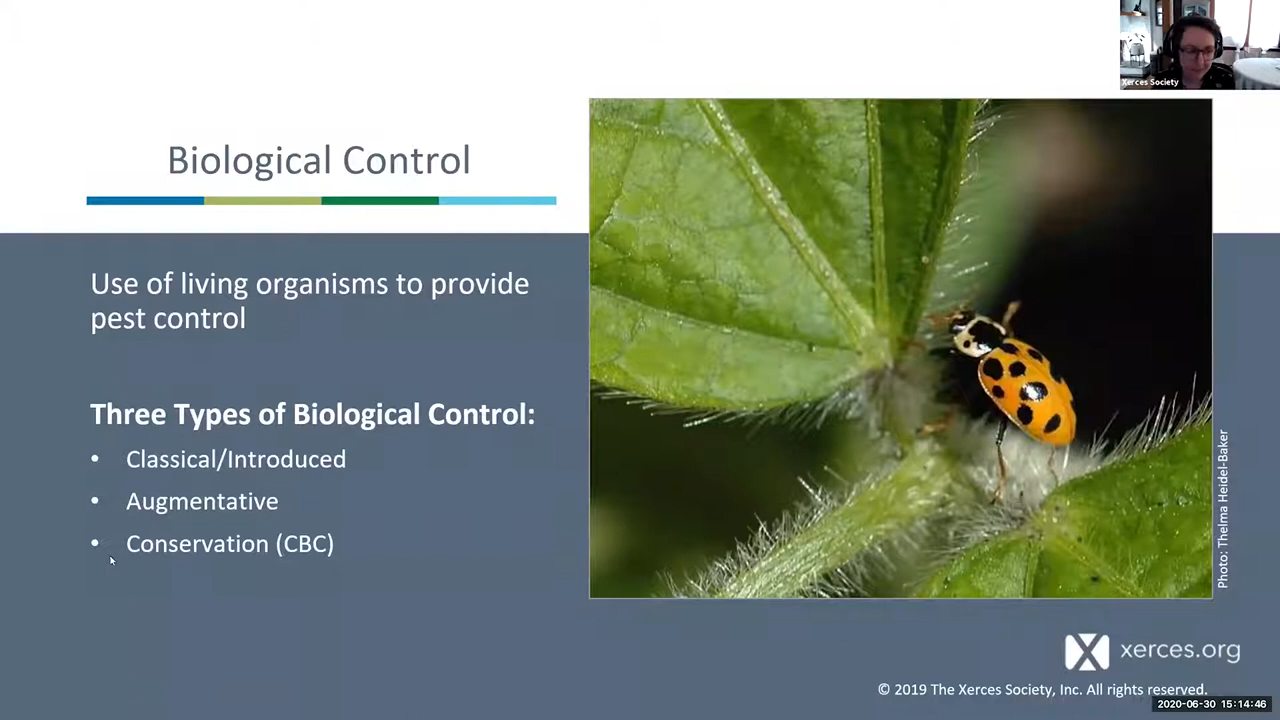 Xerces Society
Biological Control
Use of living organisms to provide
pest control
Three Types of Biological Control:
• Classical/Introduced
• Augmentative
• Conservation (CBC)
Photo: Thelma Heidel-Baker
xerces.org
© 2019 The Xerces Society, Inc. All rights reserved.
2020-06-30 15:14:46